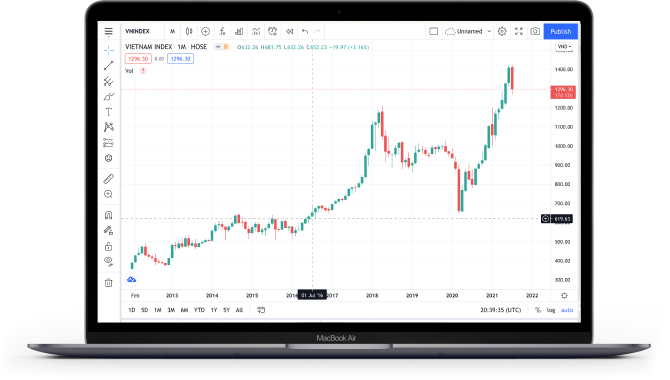 VNINDEX M Unnamed Publish
VIETNAM INDEX 1M HOSE D O632.26 H681.75 L632.26 C652.23 +19.97 (+3.16%) VND
1296.30 0.00 1296.30
Vol
1400.00
1296.30
17d 12h
1200.00
1100.00
1000.00
900.00
800.00
700.00
619.63
500.00
400.00
300.00
Feb 2013 2014 2015 2016 01 Jul '16 2017 2018 2019 2020 2021 2022
1D 5D 1M 3M 6M YTD 1Y 5Y All 20:39:35 (UTC) % log auto
MacBook Air